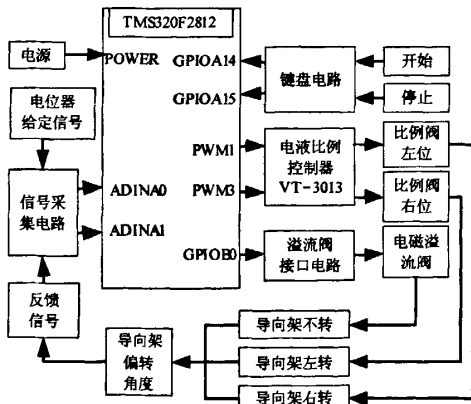 TMS320F2812
电源
POWER
GPIOA14
键盘电路
开始
停止
GPIOA15
电位器
给定信号
PWM1
电液比例
控制器
VT-3013
比例阀
左位
信号采
集电路
ADINA0
PWM3
比例阀
右位
ADINA1
GPIOB0
溢流阀
接口电路
电磁溢
流阀
反馈
信号
导向架
偏转
角度
导向架不转
导向架左转
导向架右转